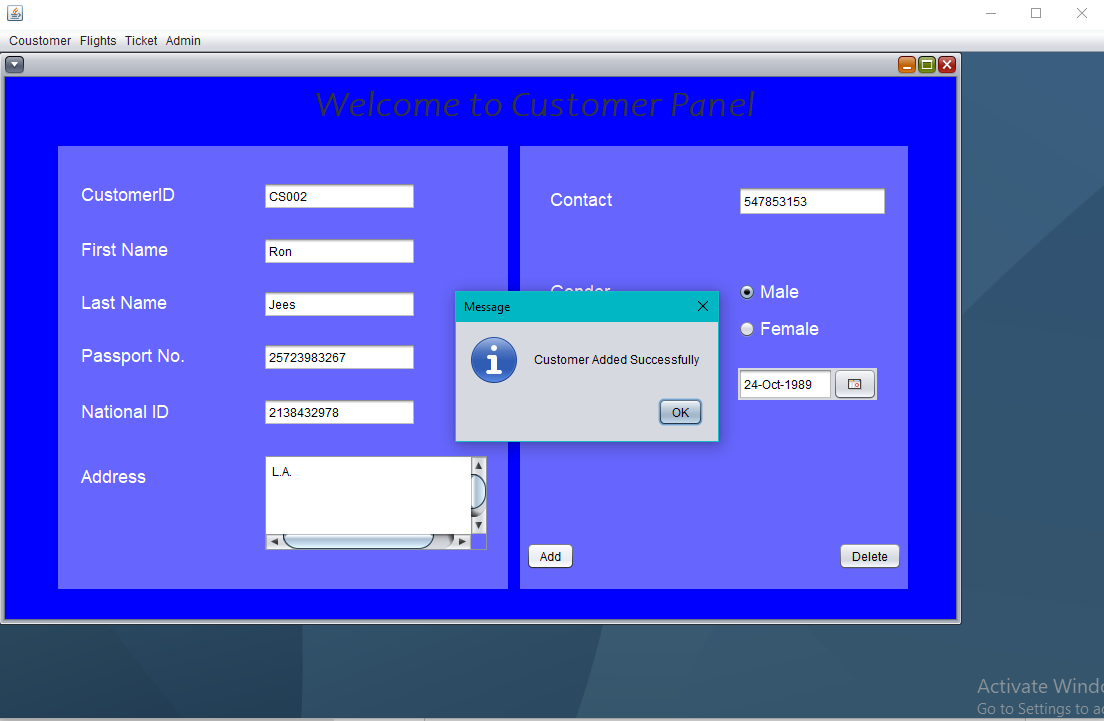 Coustomer Flights Ticket Admin
Welcome to Customer Panel
CustomerID CS002
First Name Ron
Last Name Jees
Passport No. 25723983267
National ID 2138432978
Address L.A.
Contact 547853153
Gender Male
Female
24-Oct-1989
Message
Customer Added Successfully
OK
Add Delete
Activate Windo
Go to Settings to ac